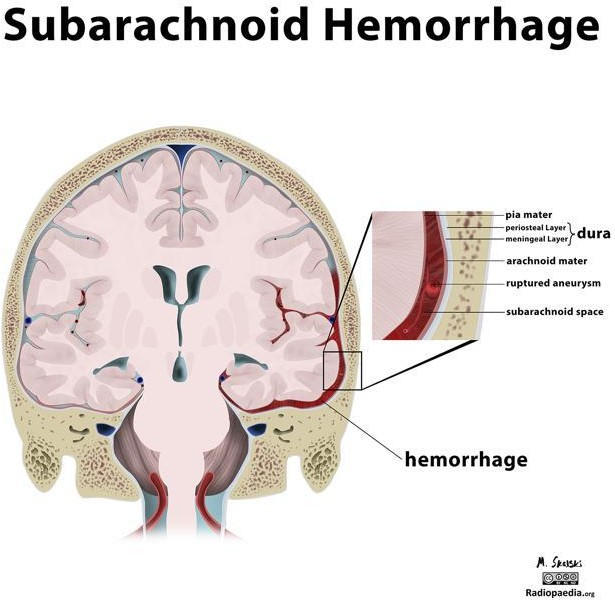 Subarachnoid Hemorrhage
pia mater
periosteal Layer
meningeal Layer
dura
arachnoid mater
ruptured aneurysm
subarachnoid space
hemorrhage
M. Skalski
Radiopaedia.org